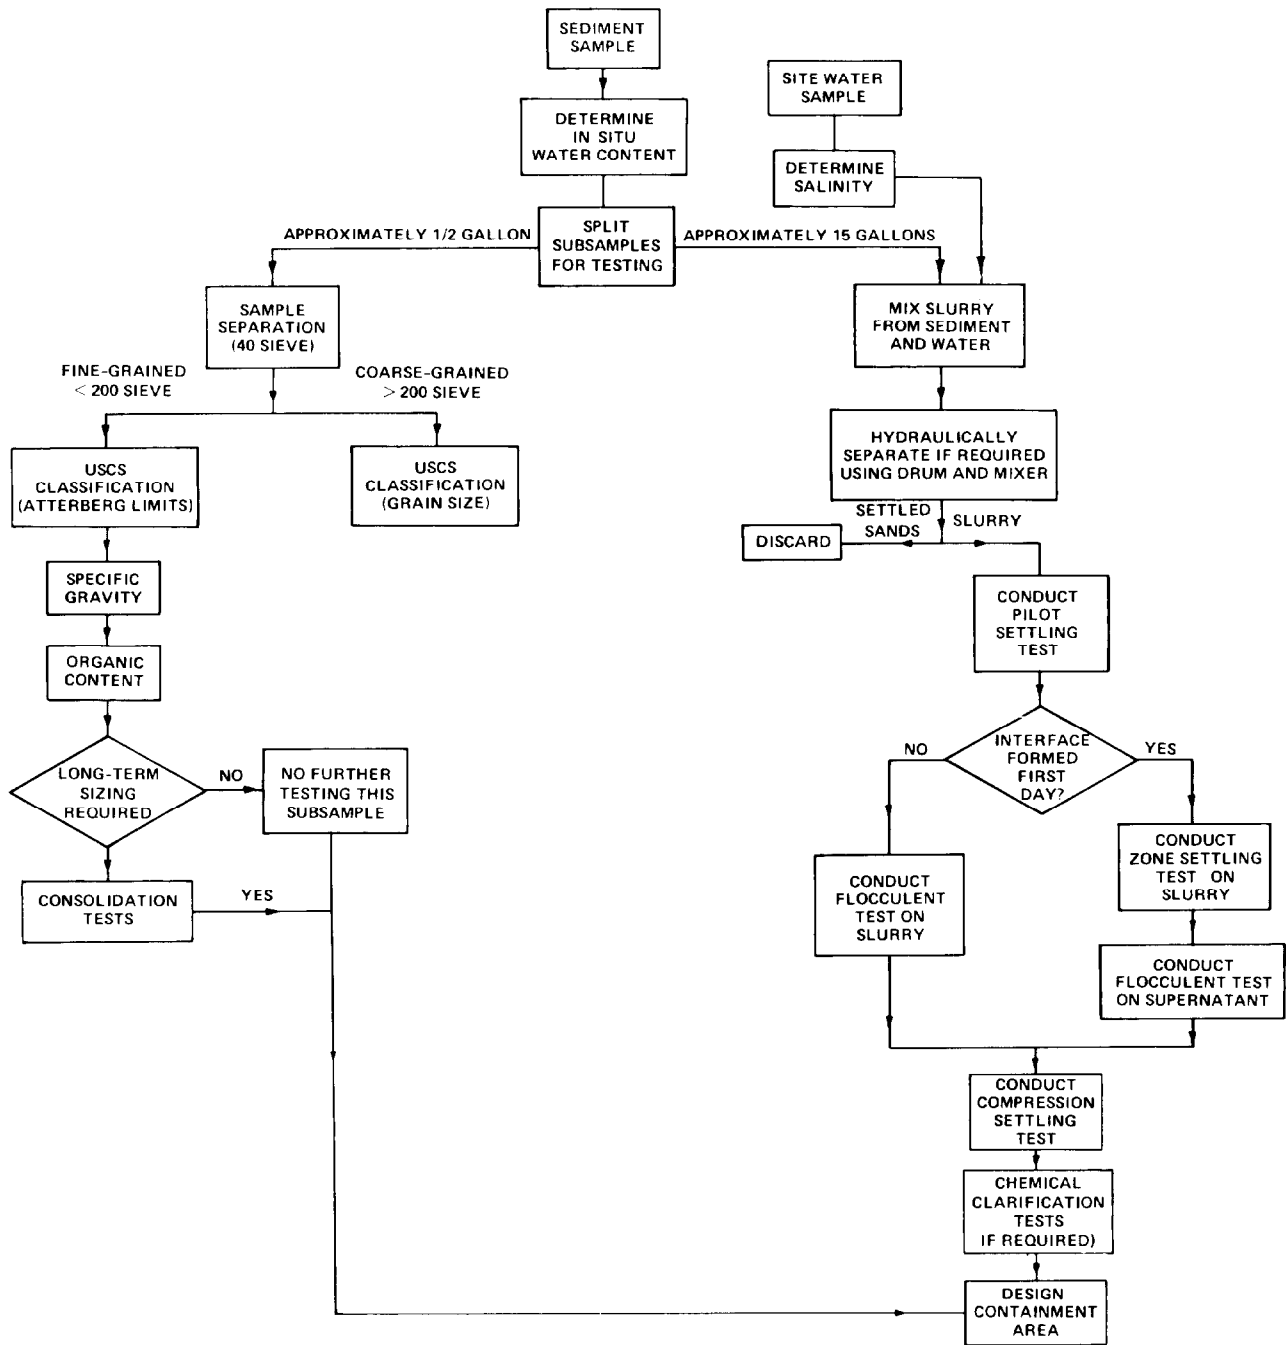 SEDIMENT
SAMPLE
SITE WATER
SAMPLE
DETERMINE
IN SITU
WATER CONTENT
DETERMINE
SALINITY
APPROXIMATELY 1/2 GALLON
SPLIT
SUBSAMPLES
FOR TESTING
APPROXIMATELY 15 GALLONS
SAMPLE
SEPARATION
(40 SIEVE)
MIX SLURRY
FROM SEDIMENT
AND WATER
FINE-GRAINED
< 200 SIEVE
COARSE-GRAINED
> 200 SIEVE
HYDRAULICALLY
SEPARATE IF REQUIRED
USING DRUM AND MIXER
USCS
CLASSIFICATION
(ATTERBERG LIMITS)
USCS
CLASSIFICATION
(GRAIN SIZE)
SETTLED
SANDS
SLURRY
DISCARD
SPECIFIC
GRAVITY
CONDUCT
PILOT
SETTLING
TEST
ORGANIC
CONTENT
LONG-TERM
SIZING
REQUIRED
NO
NO FURTHER
TESTING THIS
SUBSAMPLE
NO
INTERFACE
FORMED
FIRST
DAY?
YES
CONSOLIDATION
TESTS
YES
CONDUCT
FLOCCULENT
TEST ON
SLURRY
CONDUCT
ZONE SETTLING
TEST ON
SLURRY
CONDUCT
FLOCCULENT TEST
ON SUPERNATANT
CONDUCT
COMPRESSION
SETTLING
TEST
CHEMICAL
CLARIFICATION
TESTS
IF REQUIRED)
DESIGN
CONTAINMENT
AREA